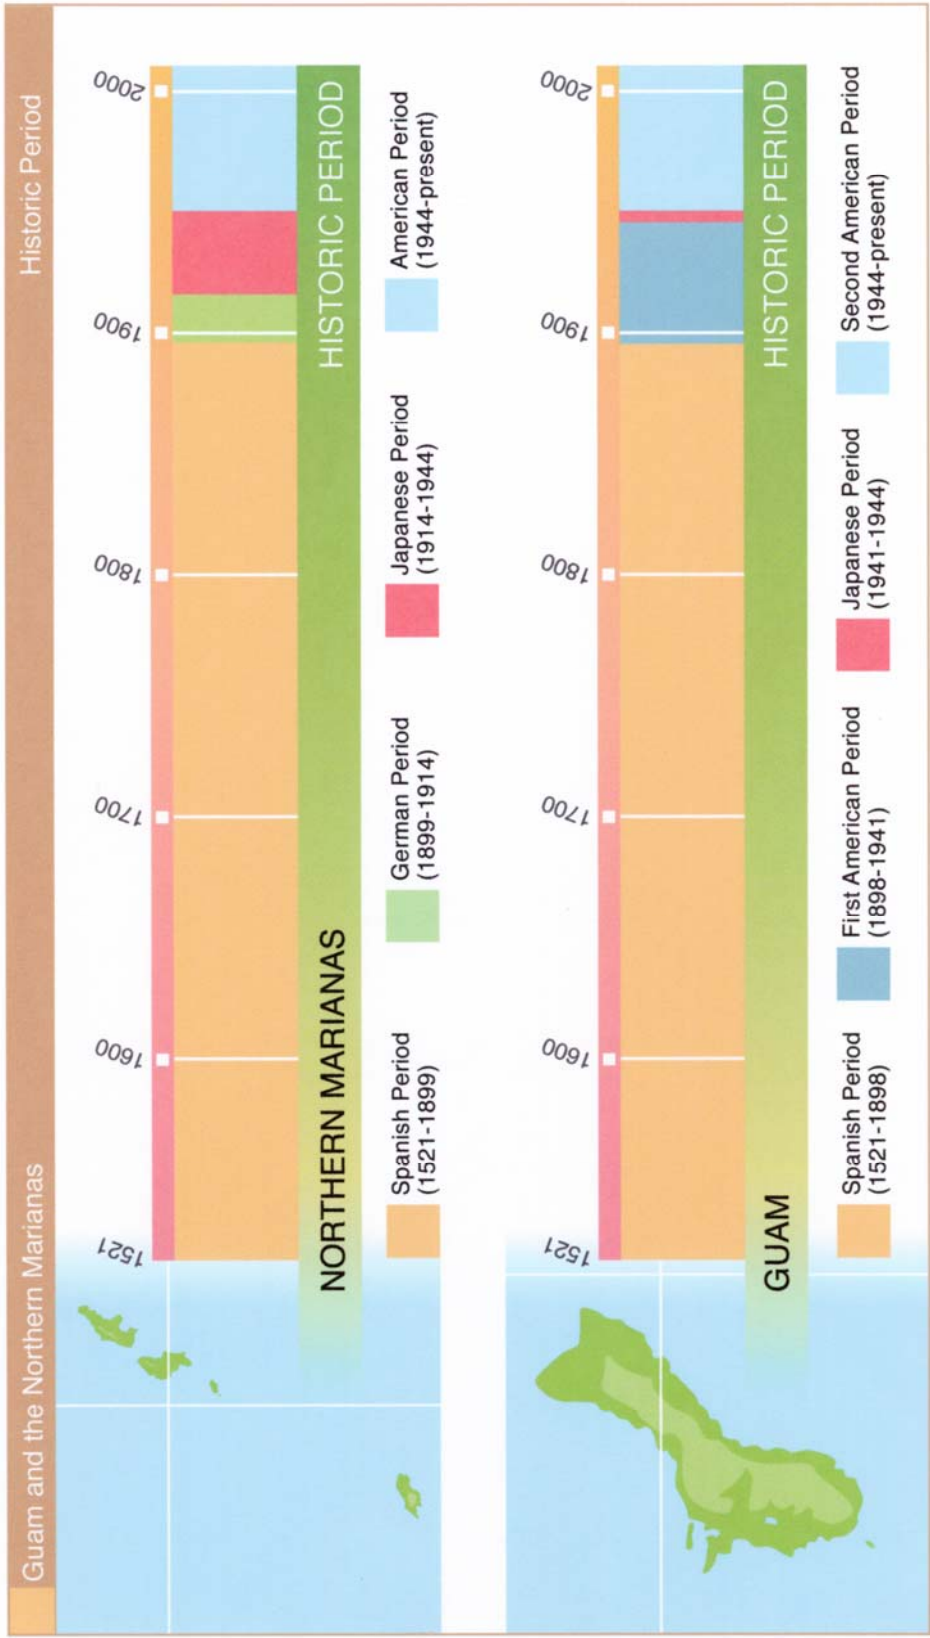 Guam and the Northern Marianas
Historic Period
1521
1600
1700
1800
1900
2000
NORTHERN MARIANAS
HISTORIC PERIOD
Spanish Period
(1521-1899)
German Period
(1899-1914)
Japanese Period
(1914-1944)
American Period
(1944-present)
1521
1600
1700
1800
1900
2000
GUAM
HISTORIC PERIOD
Spanish Period
(1521-1898)
First American Period
(1898-1941)
Japanese Period
(1941-1944)
Second American Period
(1944-present)